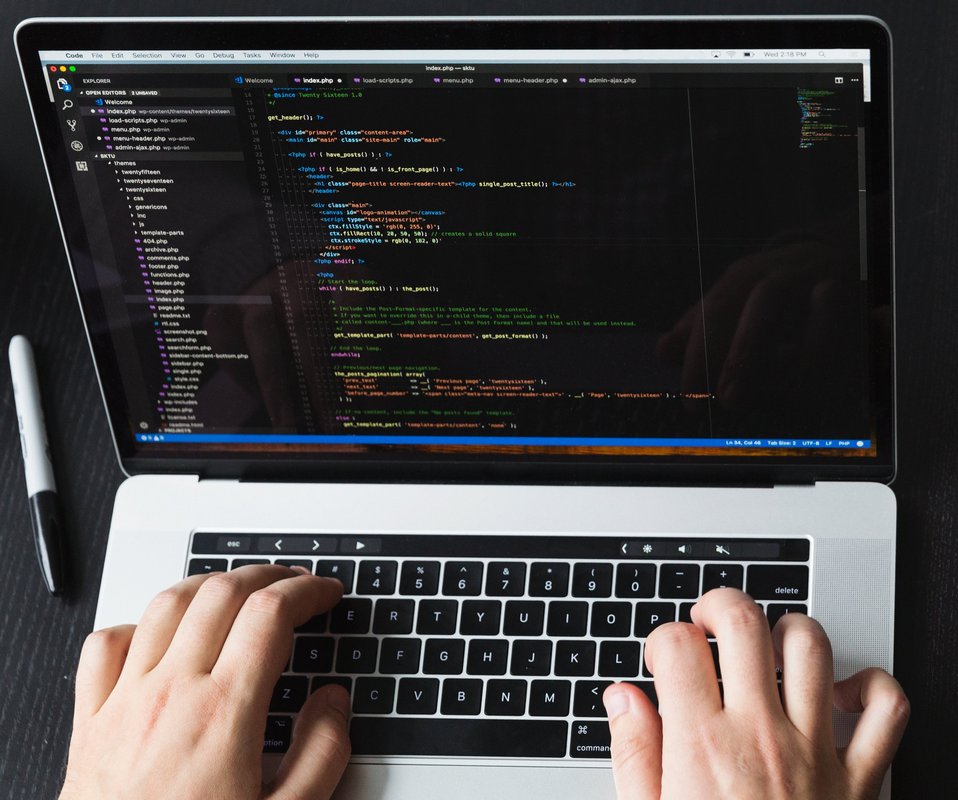 Code File Edit Selection View Go Debug Tasks Window Help Wed 2:18 PM
index.php — sktu
EXPLORER
OPEN EDITORS 2 UNSAVED
Welcome
index.php wp-content/themes/twentysixteen
load-scripts.php wp-admin
menu.php wp-admin
menu-header.php wp-admin
admin-ajax.php wp-admin
SKTU
themes
twentyfifteen
twentyseventeen
twentysixteen
css
genericons
inc
js
template-parts
404.php
archive.php
comments.php
footer.php
functions.php
header.php
image.php
index.php
page.php
readme.txt
rtl.css
screenshot.png
search.php
searchform.php
sidebar-content-bottom.php
sidebar.php
single.php
style.css
index.php
index.php
wp-includes
index.php
license.txt
readme.html
PROJECTS
Welcome index.php load-scripts.php menu.php menu-header.php admin-ajax.php
* @since Twenty Sixteen 1.0
*/
get_header(); ?>
<div id="primary" class="content-area">
<main id="main" class="site-main" role="main">
<?php if ( have_posts() ) : ?>
<?php if ( is_home() && ! is_front_page() ) : ?>
<header>
<h1 class="page-title screen-reader-text"><?php single_post_title(); ?></h1>
</header>
<div class="main">
<canvas id="logo-animation"></canvas>
<script type="text/javascript">
ctx.fillStyle = 'rgb(0, 255, 0)';
ctx.fillRect(10, 20, 50, 50); // creates a solid square
ctx.strokeStyle = rgb(0, 102, 0)'
</script>
</div>
<?php endif; ?>
<?php
// Start the loop.
while ( have_posts() ) : the_post();
/*
* Include the Post-Format-specific template for the content.
* If you want to override this in a child theme, then include a file
* called content-___.php (where ___ is the Post Format name) and that will be used instead.
*/
get_template_part( 'template-parts/content', get_post_format() );
// End the loop.
endwhile;
// Previous/next page navigation.
the_posts_pagination( array(
'prev_text' => __( 'Previous page', 'twentysixteen' ),
'next_text' => __( 'Next page', 'twentysixteen' ),
'before_page_number' => '<span class="meta-nav screen-reader-text">' . __( 'Page', 'twentysixteen' ) . ' </span>',
) );
// If no content, include the "No posts found" template.
else :
get_template_part( 'template-parts/content', 'none' );
Ln 34, Col 46 Tab Size: 2 UTF-8 LF PHP
esc
~ # $ 4 % 5 ^ 6 & 7 * 8 ( 9 ) 0 — - + = delete
E R T Y U I O P
S D F G H J K L
Z C V B N M < ,
option ⌘ command